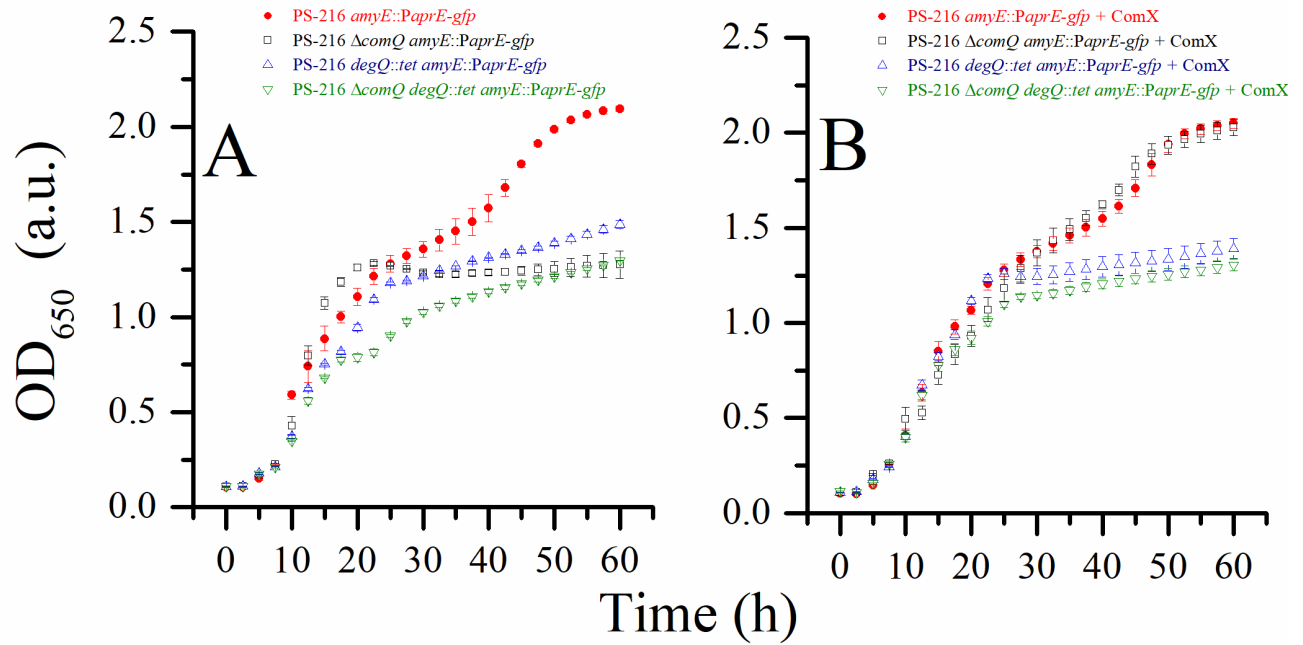 PS-216 amyE::PaprE-gfp
PS-216 ΔcomQ amyE::PaprE-gfp
PS-216 degQ::tet amyE::PaprE-gfp
PS-216 ΔcomQ degQ::tet amyE::PaprE-gfp
A
2.5
2.0
1.5
1.0
0.5
0.0
0 10 20 30 40 50 60
OD650 (a.u.)
PS-216 amyE::PaprE-gfp + ComX
PS-216 ΔcomQ amyE::PaprE-gfp + ComX
PS-216 degQ::tet amyE::PaprE-gfp + ComX
PS-216 ΔcomQ degQ::tet amyE::PaprE-gfp + ComX
B
2.5
2.0
1.5
1.0
0.5
0.0
0 10 20 30 40 50 60
Time (h)